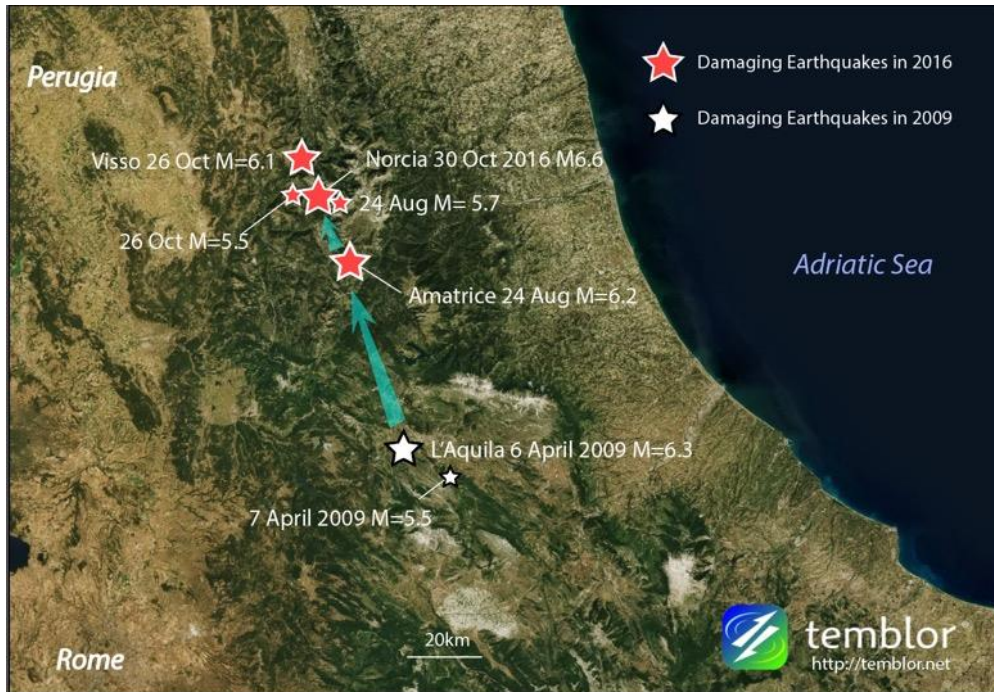 Perugia
Damaging Earthquakes in 2016
Damaging Earthquakes in 2009
Visso 26 Oct M=6.1
Norcia 30 Oct 2016 M6.6
24 Aug M= 5.7
26 Oct M=5.5
Adriatic Sea
Amatrice 24 Aug M=6.2
L'Aquila 6 April 2009 M=6.3
7 April 2009 M=5.5
20km
temblor
http://temblor.net
Rome